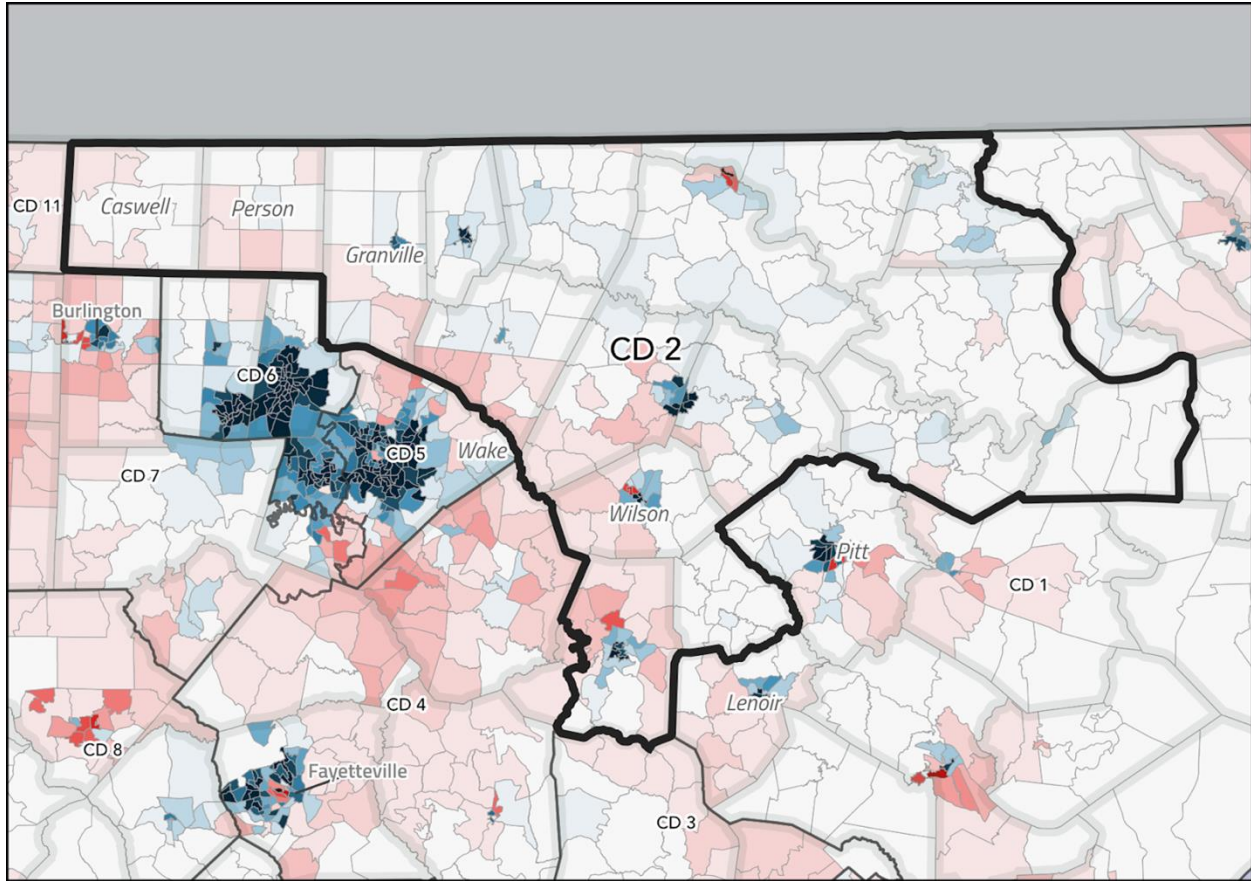 CD 11
Caswell
Person
Granville
Burlington
CD 2
CD 6
CD 5
Wake
CD 7
Wilson
Pitt
CD 1
Lenoir
CD 4
CD 8
Fayetteville
CD 3